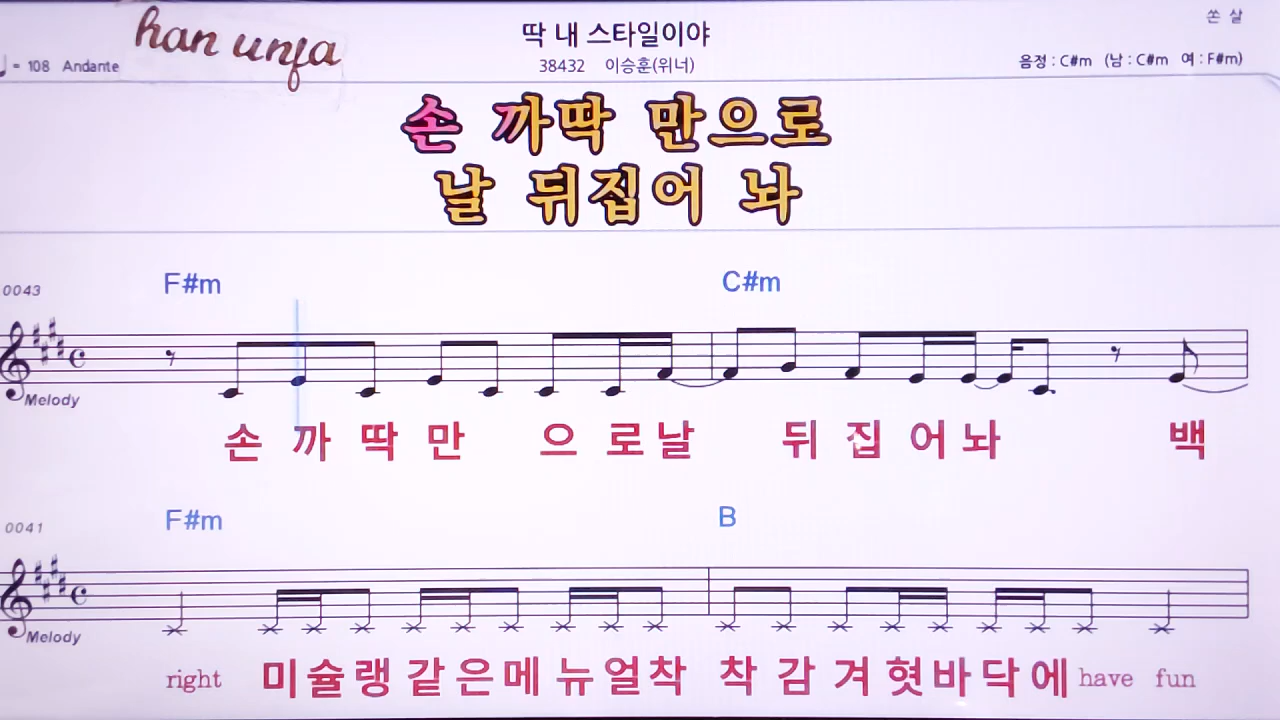 쏜 살
han unja
딱 내 스타일이야
♩= 108 Andante
38432 이승훈(위너)
음정 : C#m (남 : C#m 여 : F#m)
손 까딱 만으로
날 뒤집어 놔
0043 F#m C#m
Melody
손 까 딱 만 으 로 날 뒤 집 어 놔 백
0041 F#m B
Melody
right 미 슐 랭 같 은 메 뉴 얼 착 착 감 겨 혓 바 닥 에 have fun